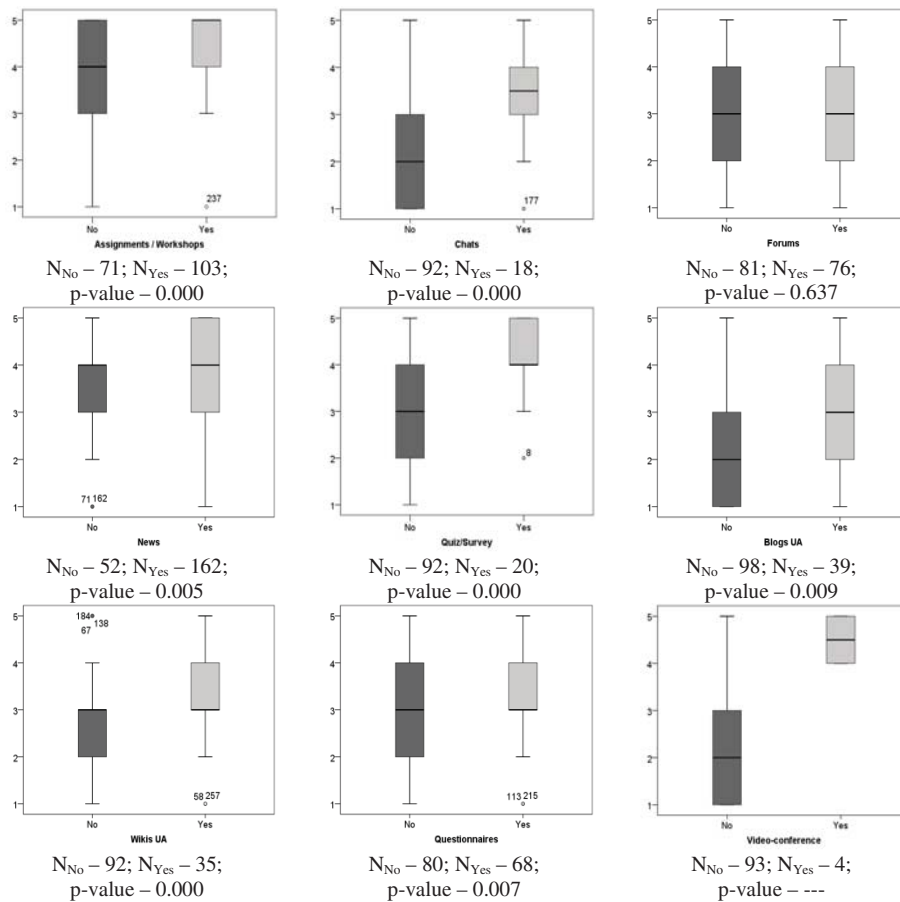 5 5 5
4 4 4
3 3 3
2 2 2
237 177
1 1 1
No Yes No Yes No Yes
Assignments / Workshops Chats Forums
N_No – 71; N_Yes – 103; N_No – 92; N_Yes – 18; N_No – 81; N_Yes – 76;
p-value – 0.000 p-value – 0.000 p-value – 0.637
5 5 5
4 4 4
3 3 3
2 2 8 2
71 162
1 1 1
No Yes No Yes No Yes
News Quiz/Survey Blogs UA
N_No – 52; N_Yes – 162; N_No – 92; N_Yes – 20; N_No – 98; N_Yes – 39;
p-value – 0.005 p-value – 0.000 p-value – 0.009
5 184 138 5 5
67
4 4 4
3 3 3
2 2 2
58 257 113 215
1 1 1
No Yes No Yes No Yes
Wikis UA Questionnaires Video-conference
N_No – 92; N_Yes – 35; N_No – 80; N_Yes – 68; N_No – 93; N_Yes – 4;
p-value – 0.000 p-value – 0.007 p-value – ---